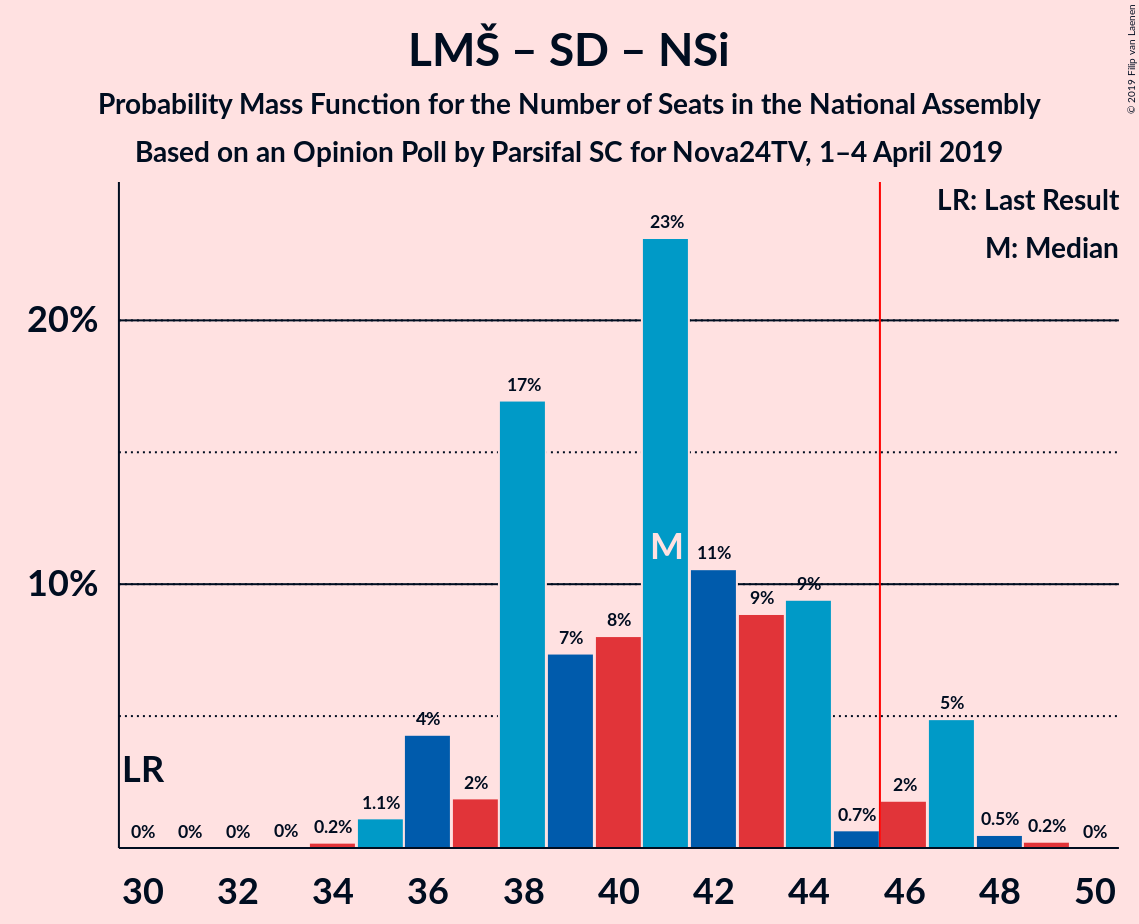 LMŠ – SD – NSi
Probability Mass Function for the Number of Seats in the National Assembly
Based on an Opinion Poll by Parsifal SC for Nova24TV, 1–4 April 2019
© 2019 Filip van Laenen
LR: Last Result
M: Median
20%
10%
LR
M
0%
0%
0%
0%
0.2%
1.1%
4%
2%
17%
7%
8%
23%
11%
9%
9%
0.7%
2%
5%
0.5%
0.2%
0%
30 32 34 36 38 40 42 44 46 48 50